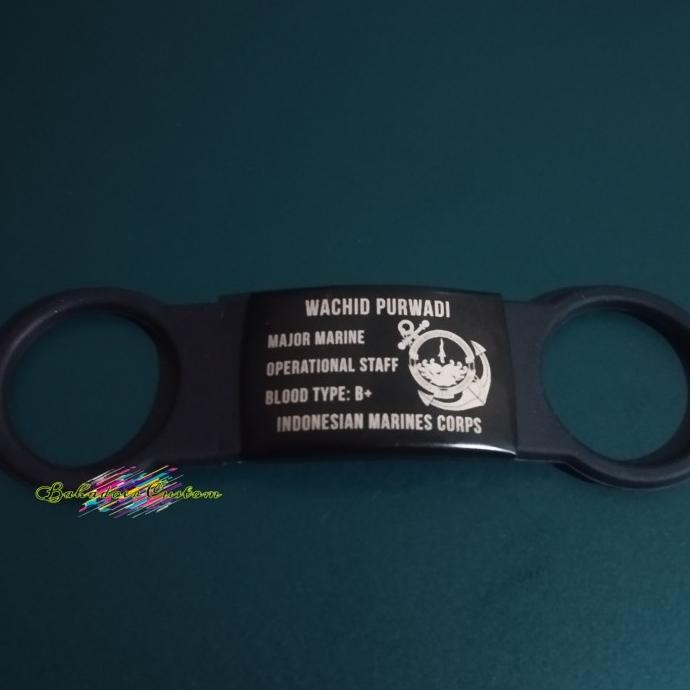 WACHID PURWADI
MAJOR MARINE
OPERATIONAL STAFF
BLOOD TYPE: B+
INDONESIAN MARINES CORPS
Bahadoer Custom